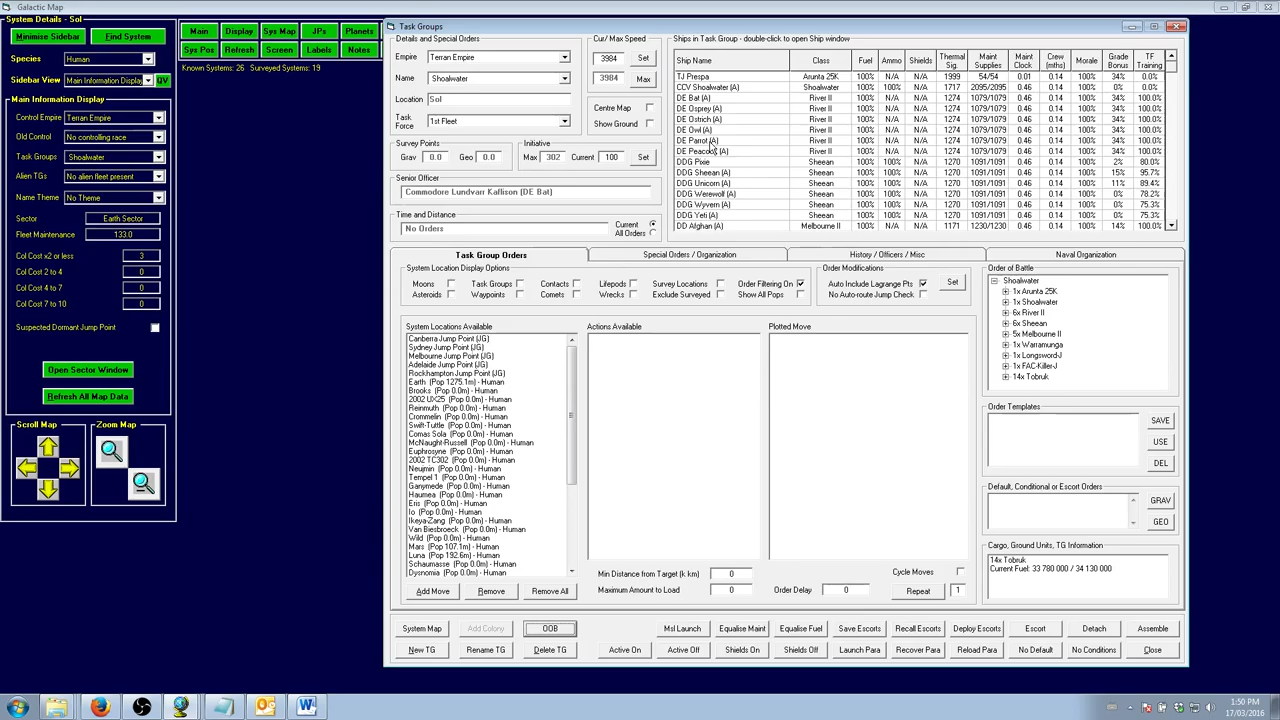 Galactic Map
System Details - Sol
Minimise Sidebar Find System
Species Human
Sidebar View Main Information Display QV
Main Information Display
Control Empire Terran Empire
Old Control No controlling race
Task Groups Shoalwater
Alien TGs No alien fleet present
Name Theme No Theme
Sector Earth Sector
Fleet Maintenance 133.0
Col Cost x2 or less 3
Col Cost 2 to 4 0
Col Cost 4 to 7 0
Col Cost 7 to 10 0
Suspected Dormant Jump Point
Open Sector Window
Refresh All Map Data
Scroll Map Zoom Map
Main Display Sys Map JPs Planets
Sys Pos Refresh Screen Labels Notes
Known Systems: 26 Surveyed Systems: 19
Task Groups
Details and Special Orders
Empire Terran Empire
Name Shoalwater
Location Sol
Task Force 1st Fleet
Cur/ Max Speed
3984 Set
3984 Max
Centre Map
Show Ground
Survey Points
Grav 0.0 Geo 0.0
Initiative
Max 302 Current 100 Set
Senior Officer
Commodore Lundvarr Kallison (DE Bat)
Time and Distance
No Orders
Current
All Orders
Ships in Task Group - double-click to open Ship window
Ship Name Class Fuel Ammo Shields Thermal Sig. Maint Supplies Maint Clock Crew (mths) Morale Grade Bonus TF Training
TJ Prespa Arunta 25K 100% 100% N/A 1999 54/54 0.01 0.14 100% 34% 0.0%
CCV Shoalwater (A) Shoalwater 100% 100% N/A 1717 2095/2095 0.46 0.14 100% 34% 100.0%
DE Bat (A) River II 100% 100% N/A 1274 1079/1079 0.46 0.14 100% 34% 100.0%
DE Osprey (A) River II 100% 100% N/A 1274 1079/1079 0.46 0.14 100% 34% 100.0%
DE Ostrich (A) River II 100% 100% N/A 1274 1079/1079 0.46 0.14 100% 34% 100.0%
DE Owl (A) River II 100% 100% N/A 1274 1079/1079 0.46 0.14 100% 34% 100.0%
DE Parrot (A) River II 100% 100% N/A 1274 1079/1079 0.46 0.14 100% 34% 100.0%
DE Peacock (A) River II 100% 100% N/A 1274 1079/1079 0.46 0.14 100% 34% 100.0%
DDG Pixie Sheean 100% 100% N/A 1270 1091/1091 0.46 0.14 100% 2% 80.0%
DDG Sheean (A) Sheean 100% 100% N/A 1270 1091/1091 0.46 0.14 100% 15% 95.7%
DDG Unicorn (A) Sheean 100% 100% N/A 1270 1091/1091 0.46 0.14 100% 11% 89.4%
DDG Werewolf (A) Sheean 100% 100% N/A 1270 1091/1091 0.46 0.14 100% 0% 78.2%
DDG Wyvern (A) Sheean 100% 100% N/A 1270 1091/1091 0.46 0.14 100% 0% 75.3%
DDG Yeti (A) Sheean 100% 100% N/A 1270 1091/1091 0.46 0.14 100% 0% 75.3%
DD Afghan (A) Melbourne II 100% 100% N/A 1171 1230/1230 0.46 0.14 100% 14% 100.0%
Task Group Orders Special Orders / Organization History / Officers / Misc Naval Organization
System Location Display Options
Moons Task Groups Contacts Lifepods Survey Locations Order Filtering On
Asteroids Waypoints Comets Wrecks Exclude Surveyed Show All Pops
Order Modifications
Auto Include Lagrange Pts Set
No Auto-route Jump Check
Order of Battle
Shoalwater
1x Arunta 25K
1x Shoalwater
6x River II
6x Sheean
5x Melbourne II
1x Warramunga
1x Longsword-J
1x FAC-Killer-J
14x Tobruk
System Locations Available
Canberra Jump Point (JG)
Sydney Jump Point (JG)
Melbourne Jump Point (JG)
Adelaide Jump Point (JG)
Rockhampton Jump Point (JG)
Earth (Pop 1275.1m) - Human
Brooks (Pop 0.0m) - Human
2002 UX25 (Pop 0.0m) - Human
Reinmuth (Pop 0.0m) - Human
Crommelin (Pop 0.0m) - Human
Swift-Tuttle (Pop 0.0m) - Human
Comas Sola (Pop 0.0m) - Human
McNaught-Russell (Pop 0.0m) - Human
Euphrosyne (Pop 0.0m) - Human
2002 TC302 (Pop 0.0m) - Human
Neujmin (Pop 0.0m) - Human
Tempel 1 (Pop 0.0m) - Human
Ganymede (Pop 0.0m) - Human
Haumea (Pop 0.0m) - Human
Eris (Pop 0.0m) - Human
Io (Pop 0.0m) - Human
Ikeya-Zang (Pop 0.0m) - Human
Van Biesbroeck (Pop 0.0m) - Human
Wild (Pop 0.0m) - Human
Mars (Pop 107.1m) - Human
Luna (Pop 192.6m) - Human
Schaumasse (Pop 0.0m) - Human
Dysnomia (Pop 0.0m) - Human
Actions Available
Plotted Move
Order Templates
SAVE
USE
DEL
Default, Conditional or Escort Orders
GRAV
GEO
Cargo, Ground Units, TG Information
14x Tobruk
Current Fuel: 33 780 000 / 34 130 000
Min Distance from Target (k km) 0 Cycle Moves
Maximum Amount to Load 0 Order Delay 0 Repeat 1
Add Move Remove Remove All
System Map Add Colony OOB Msl Launch Equalise Maint Equalise Fuel Save Escorts Recall Escorts Deploy Escorts Escort Detach Assemble
New TG Rename TG Delete TG Active On Active Off Shields On Shields Off Launch Para Recover Para Reload Para No Default No Conditions Close
1:50 PM
17/03/2016